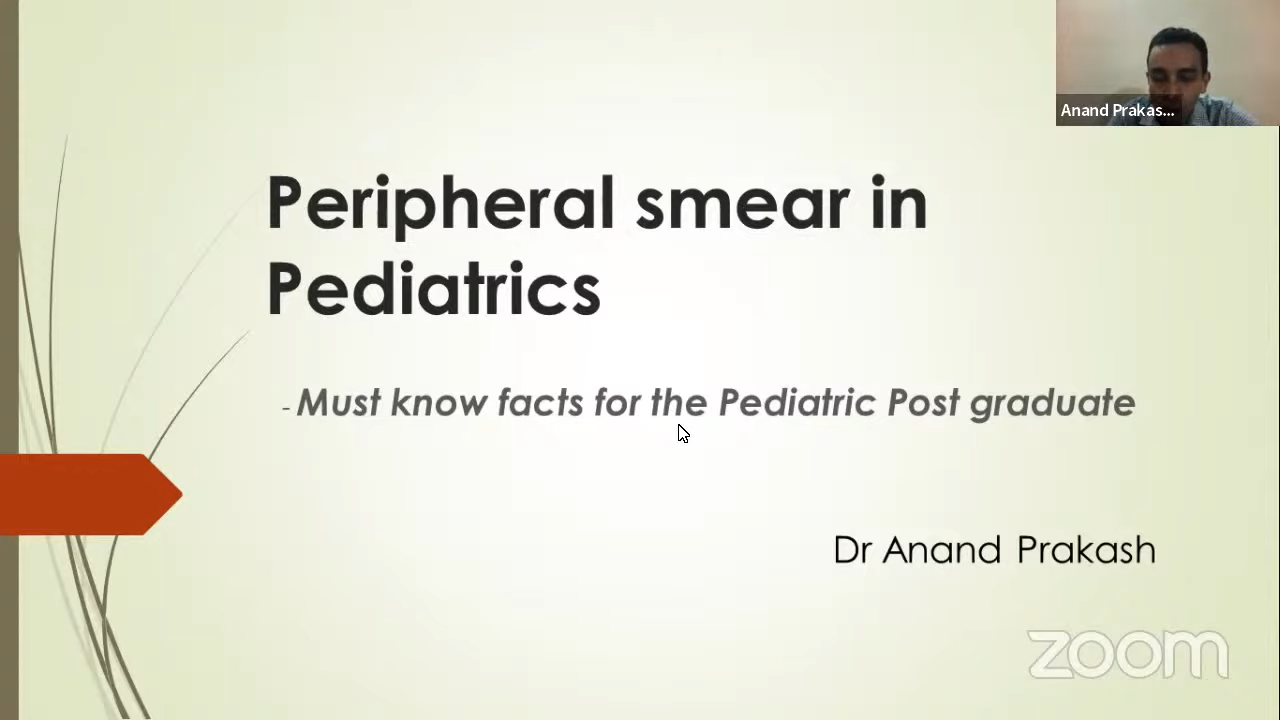 Anand Prakas...
Peripheral smear in
Pediatrics
- Must know facts for the Pediatric Post graduate
Dr Anand Prakash
zoom